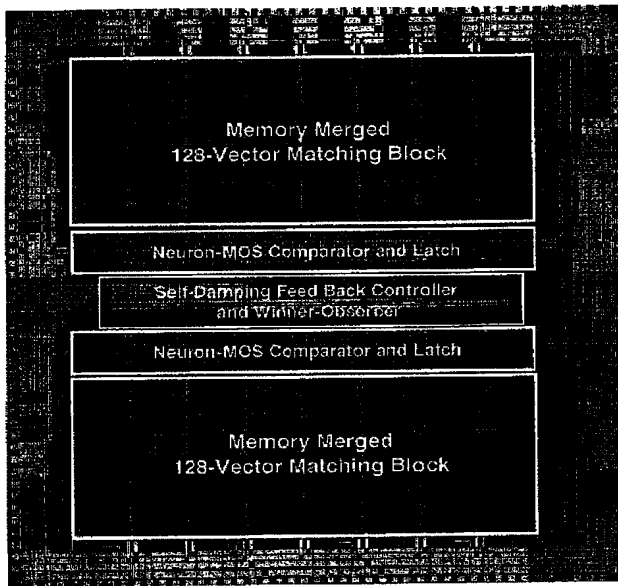 Memory Merged
128-Vector Matching Block
Neuron-MOS Comparator and Latch
Self-Damping Feed Back Controller
and Winner-Observer
Neuron-MOS Comparator and Latch
Memory Merged
128-Vector Matching Block